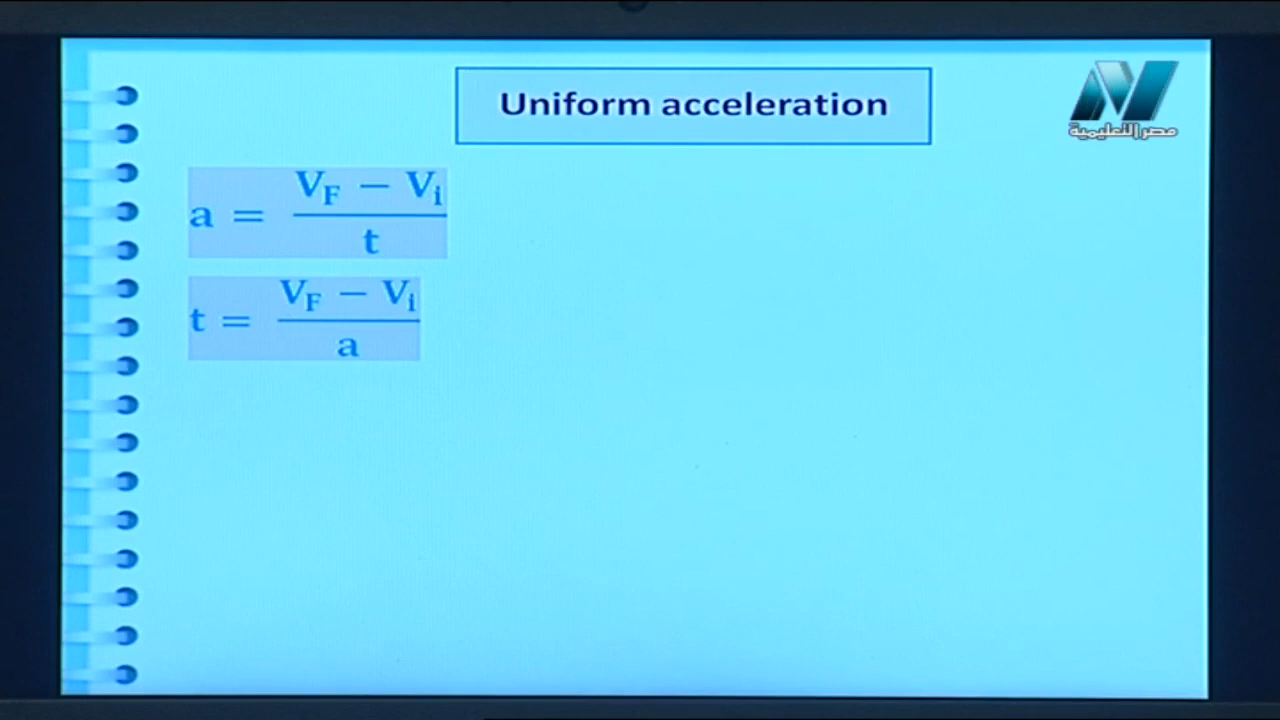 Uniform acceleration
مصر التعليمية
a = (V_F − V_i) / t
t = (V_F − V_i) / a